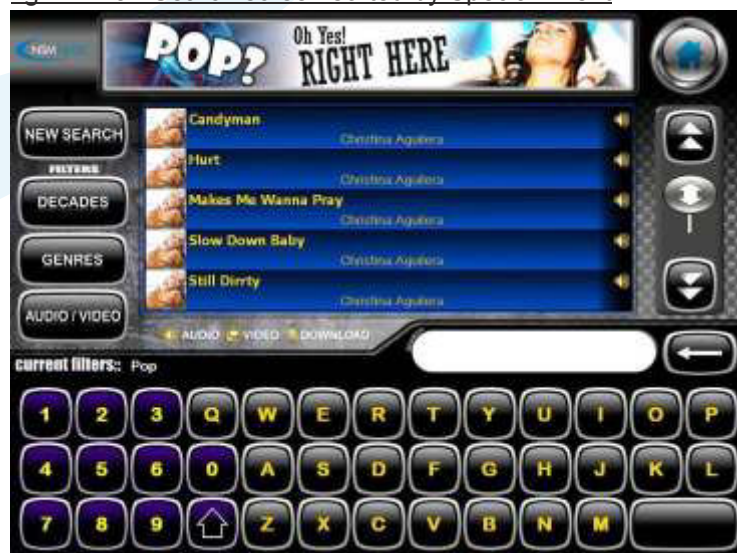 NSM
POP?
Oh Yes!
RIGHT HERE
NEW SEARCH
FILTERS
DECADES
GENRES
AUDIO / VIDEO
Candyman
Christina Aguilera
Hurt
Christina Aguilera
Makes Me Wanna Pray
Christina Aguilera
Slow Down Baby
Christina Aguilera
Still Dirrty
Christina Aguilera
AUDIO VIDEO DOWNLOAD
current filters:: Pop
1 2 3 Q W E R T Y U I O P
4 5 6 0 A S D F G H J K L
7 8 9 Z X C V B N M